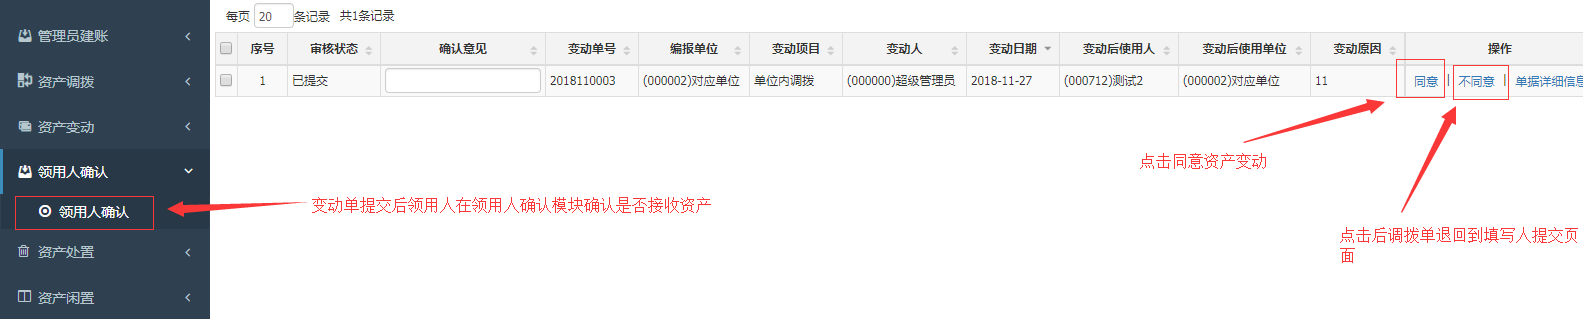 每页 20 条记录 共1条记录
管理员建账
资产调拨
资产变动
领用人确认
领用人确认
资产处置
资产闲置
序号 审核状态 确认意见 变动单号 编报单位 变动项目 变动人 变动日期 变动后使用人 变动后使用单位 变动原因 操作
1 已提交 2018110003 (000002)对应单位 单位内调拨 (000000)超级管理员 2018-11-27 (000712)测试2 (000002)对应单位 11 同意 | 不同意 | 单据详细信息
点击同意资产变动
变动单提交后领用人在领用人确认模块确认是否接收资产
点击后调拨单退回到填写人提交页
面